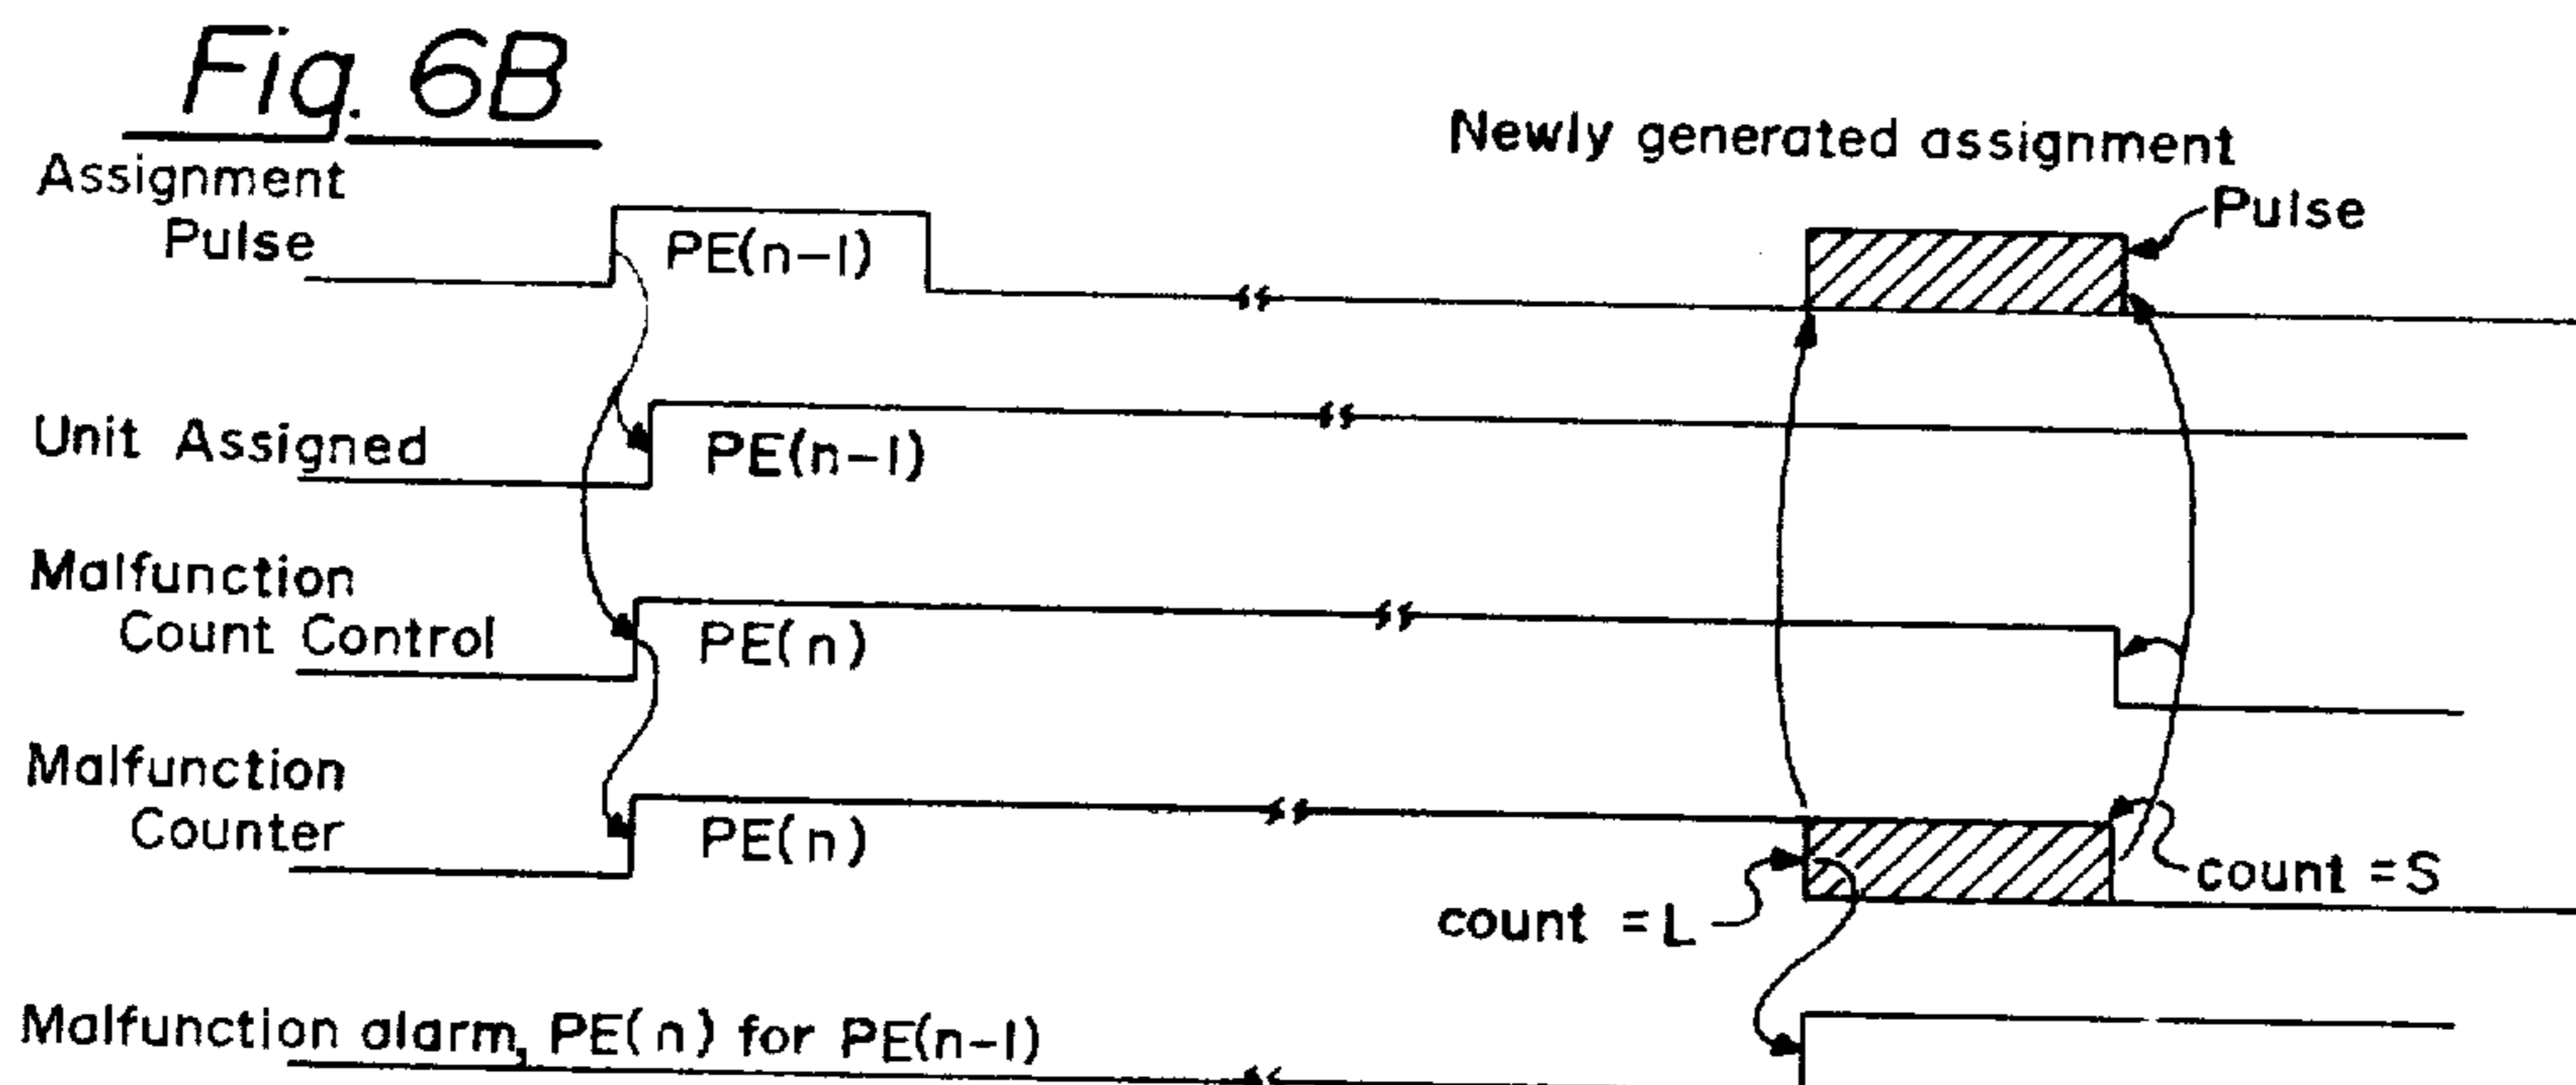 Fig. 6B
Newly generated assignment
Pulse
Assignment
Pulse
PE(n-1)
Unit Assigned
PE(n-1)
Malfunction
Count Control
PE(n)
Malfunction
Counter
PE(n)
count = L
count = S
Malfunction alarm, PE(n) for PE(n-1)